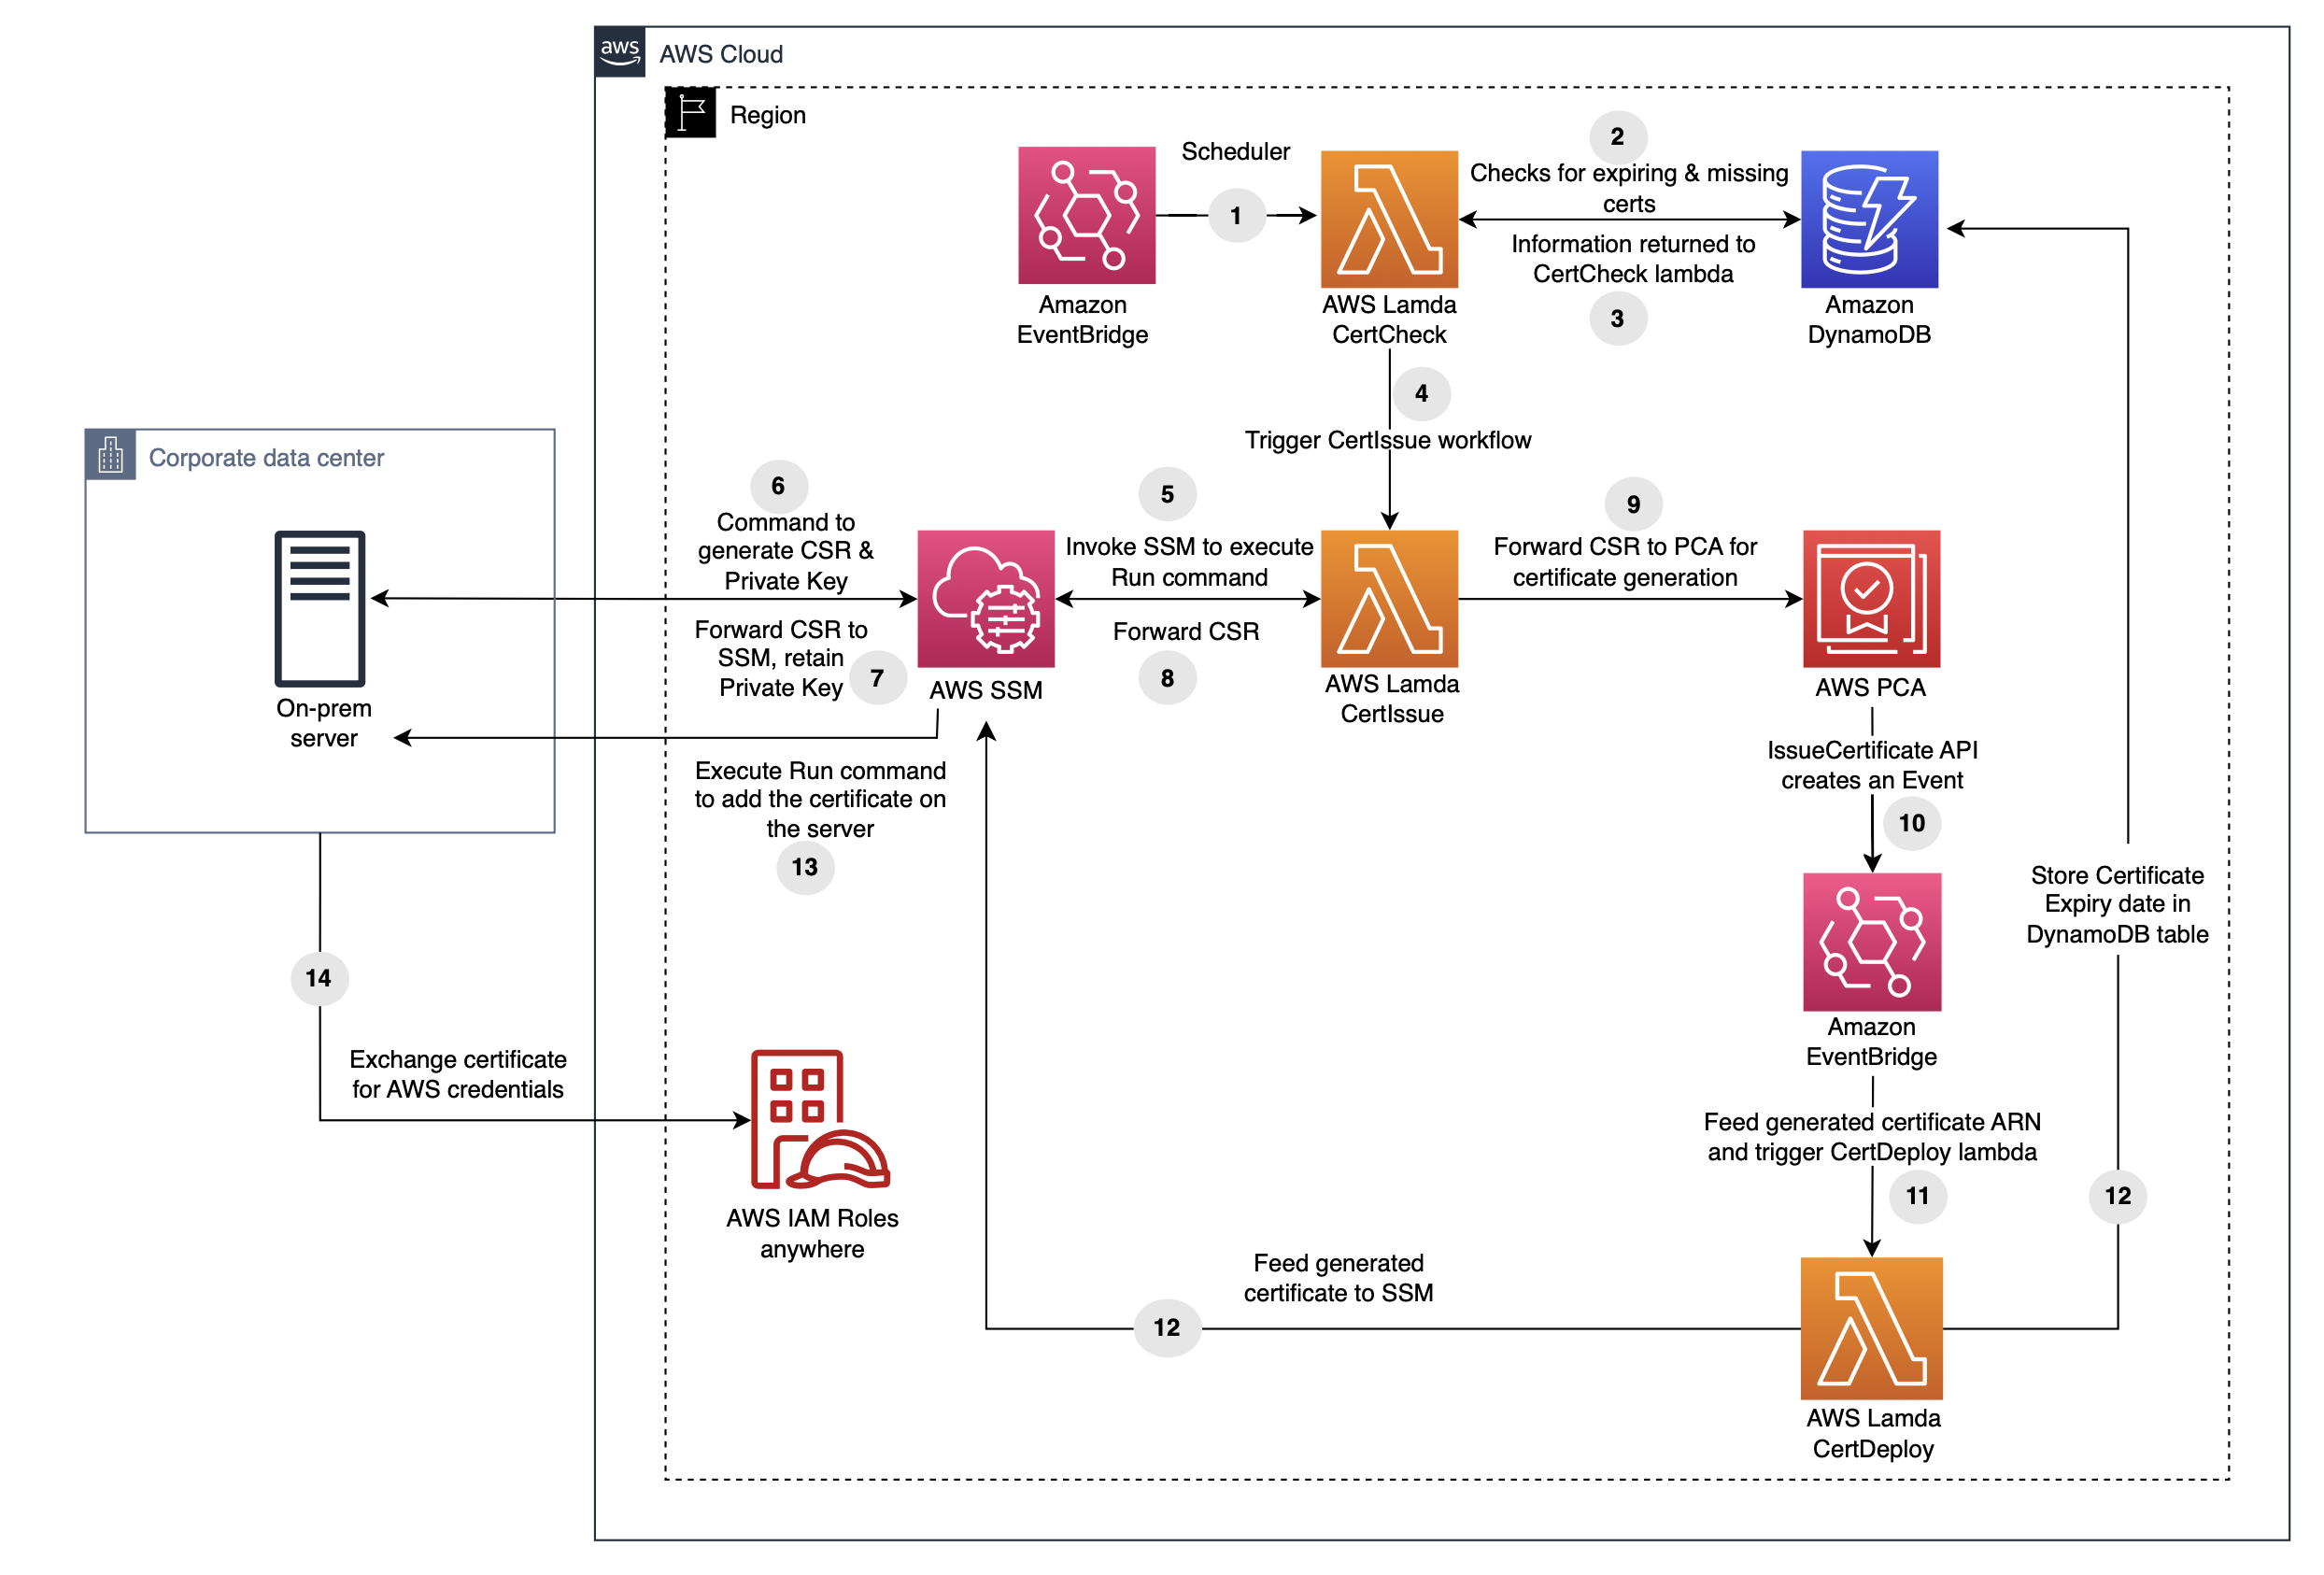 aws
AWS Cloud
Region
Scheduler
1
2
Checks for expiring & missing
certs
Information returned to
CertCheck lambda
3
Amazon
EventBridge
AWS Lamda
CertCheck
Amazon
DynamoDB
4
Trigger CertIssue workflow
Corporate data center
On-prem
server
6
Command to
generate CSR &
Private Key
Forward CSR to
SSM, retain
Private Key
7
5
Invoke SSM to execute
Run command
Forward CSR
8
9
Forward CSR to PCA for
certificate generation
AWS SSM
AWS Lamda
CertIssue
AWS PCA
Execute Run command
to add the certificate on
the server
13
IssueCertificate API
creates an Event
10
Store Certificate
Expiry date in
DynamoDB table
14
Exchange certificate
for AWS credentials
Amazon
EventBridge
Feed generated certificate ARN
and trigger CertDeploy lambda
11
12
AWS IAM Roles
anywhere
Feed generated
certificate to SSM
12
AWS Lamda
CertDeploy